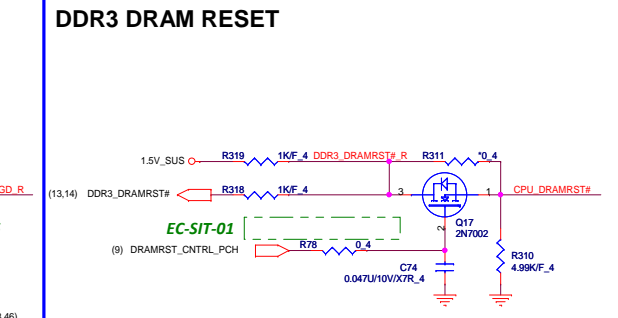 DDR3 DRAM RESET
1.5V_SUS R319 1K/F_4 DDR3_DRAMRST#_R R311 *0_4
GD_R (13,14) DDR3_DRAMRST# R318 1K/F_4 3 1 CPU_DRAMRST#
EC-SIT-01 2 Q17
2N7002
(9) DRAMRST_CNTRL_PCH R78 0_4
R310
4.99K/F_4
C74
0.047U/10V/X7R_4